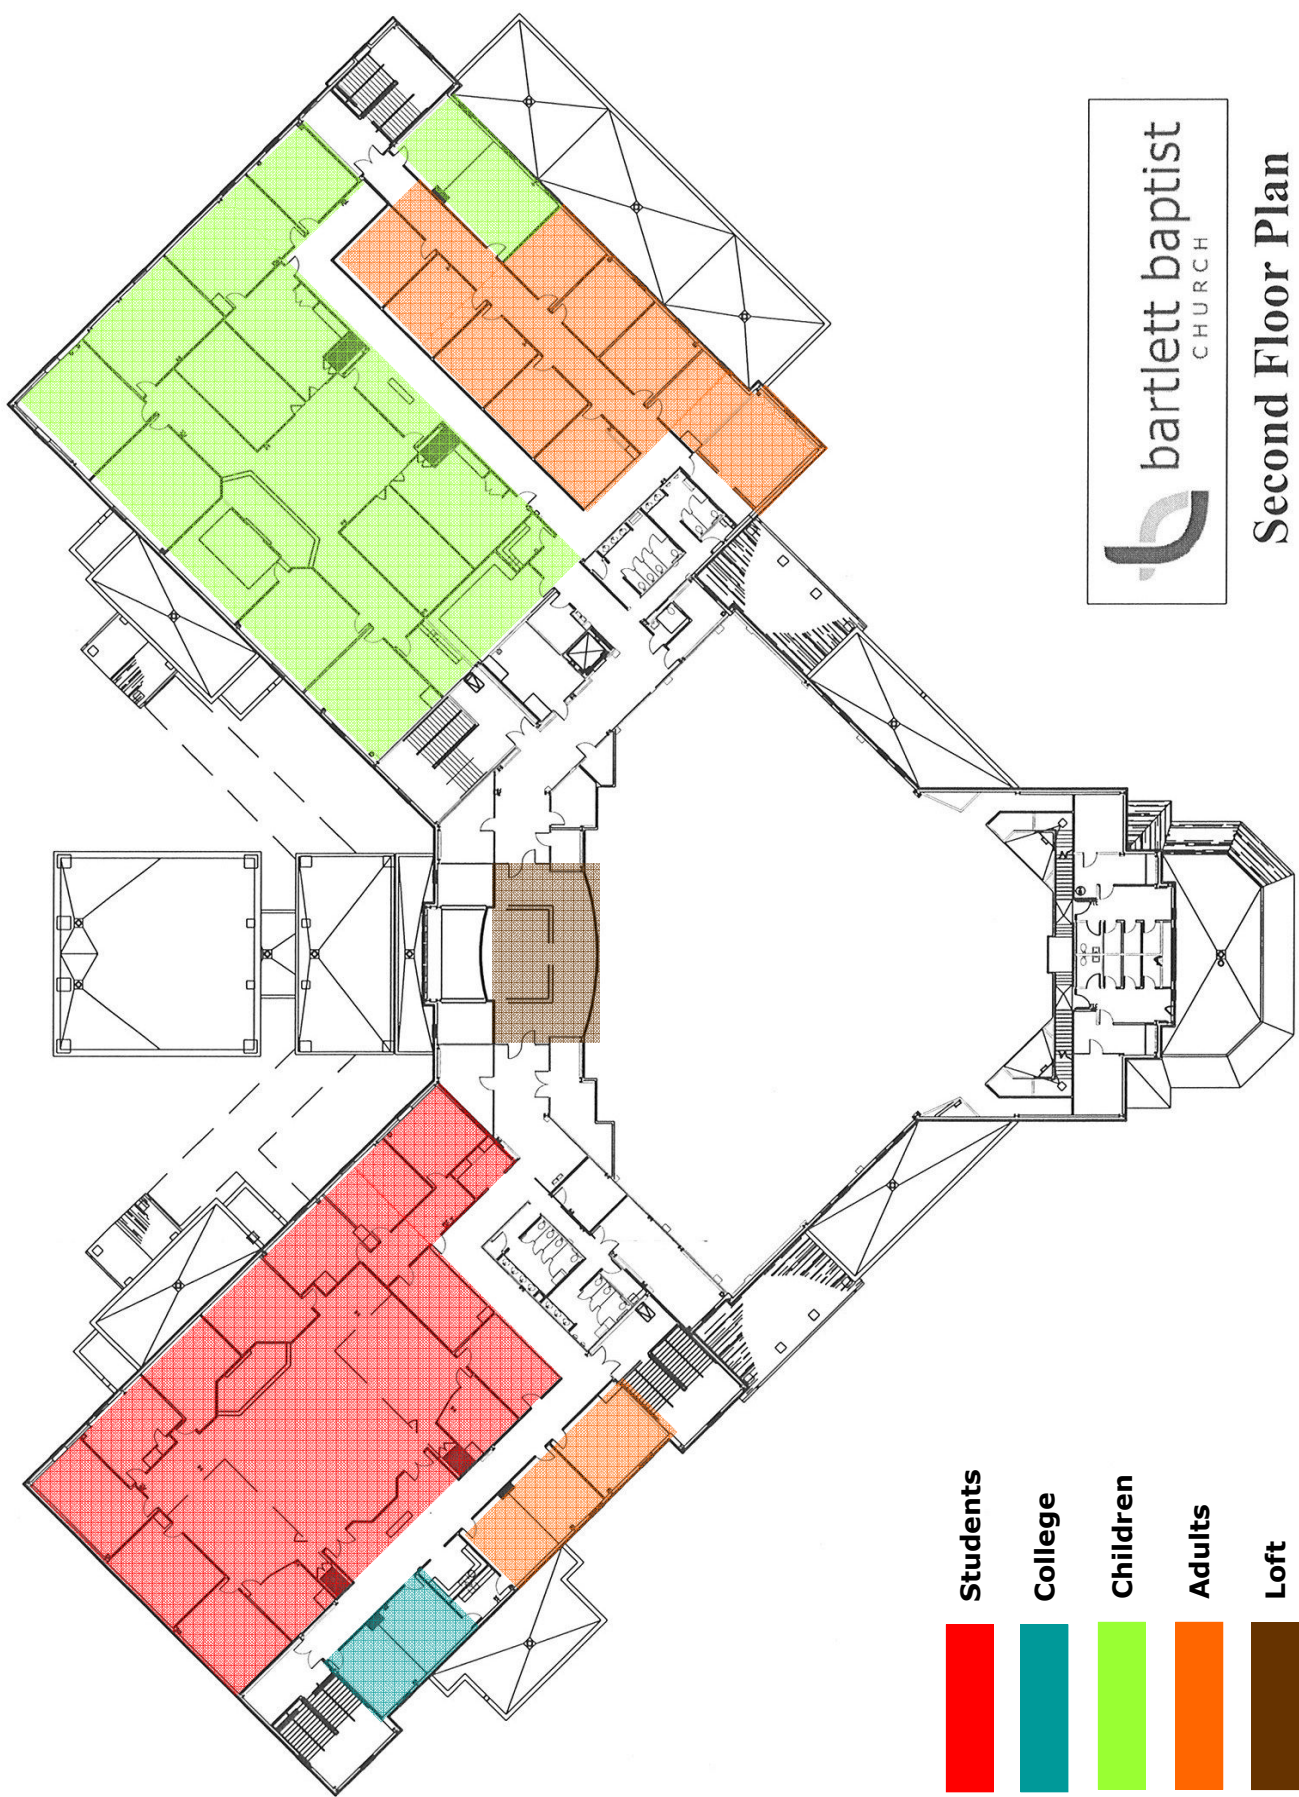 bartlett baptist
CHURCH
Second Floor Plan
Students
College
Children
Adults
Loft